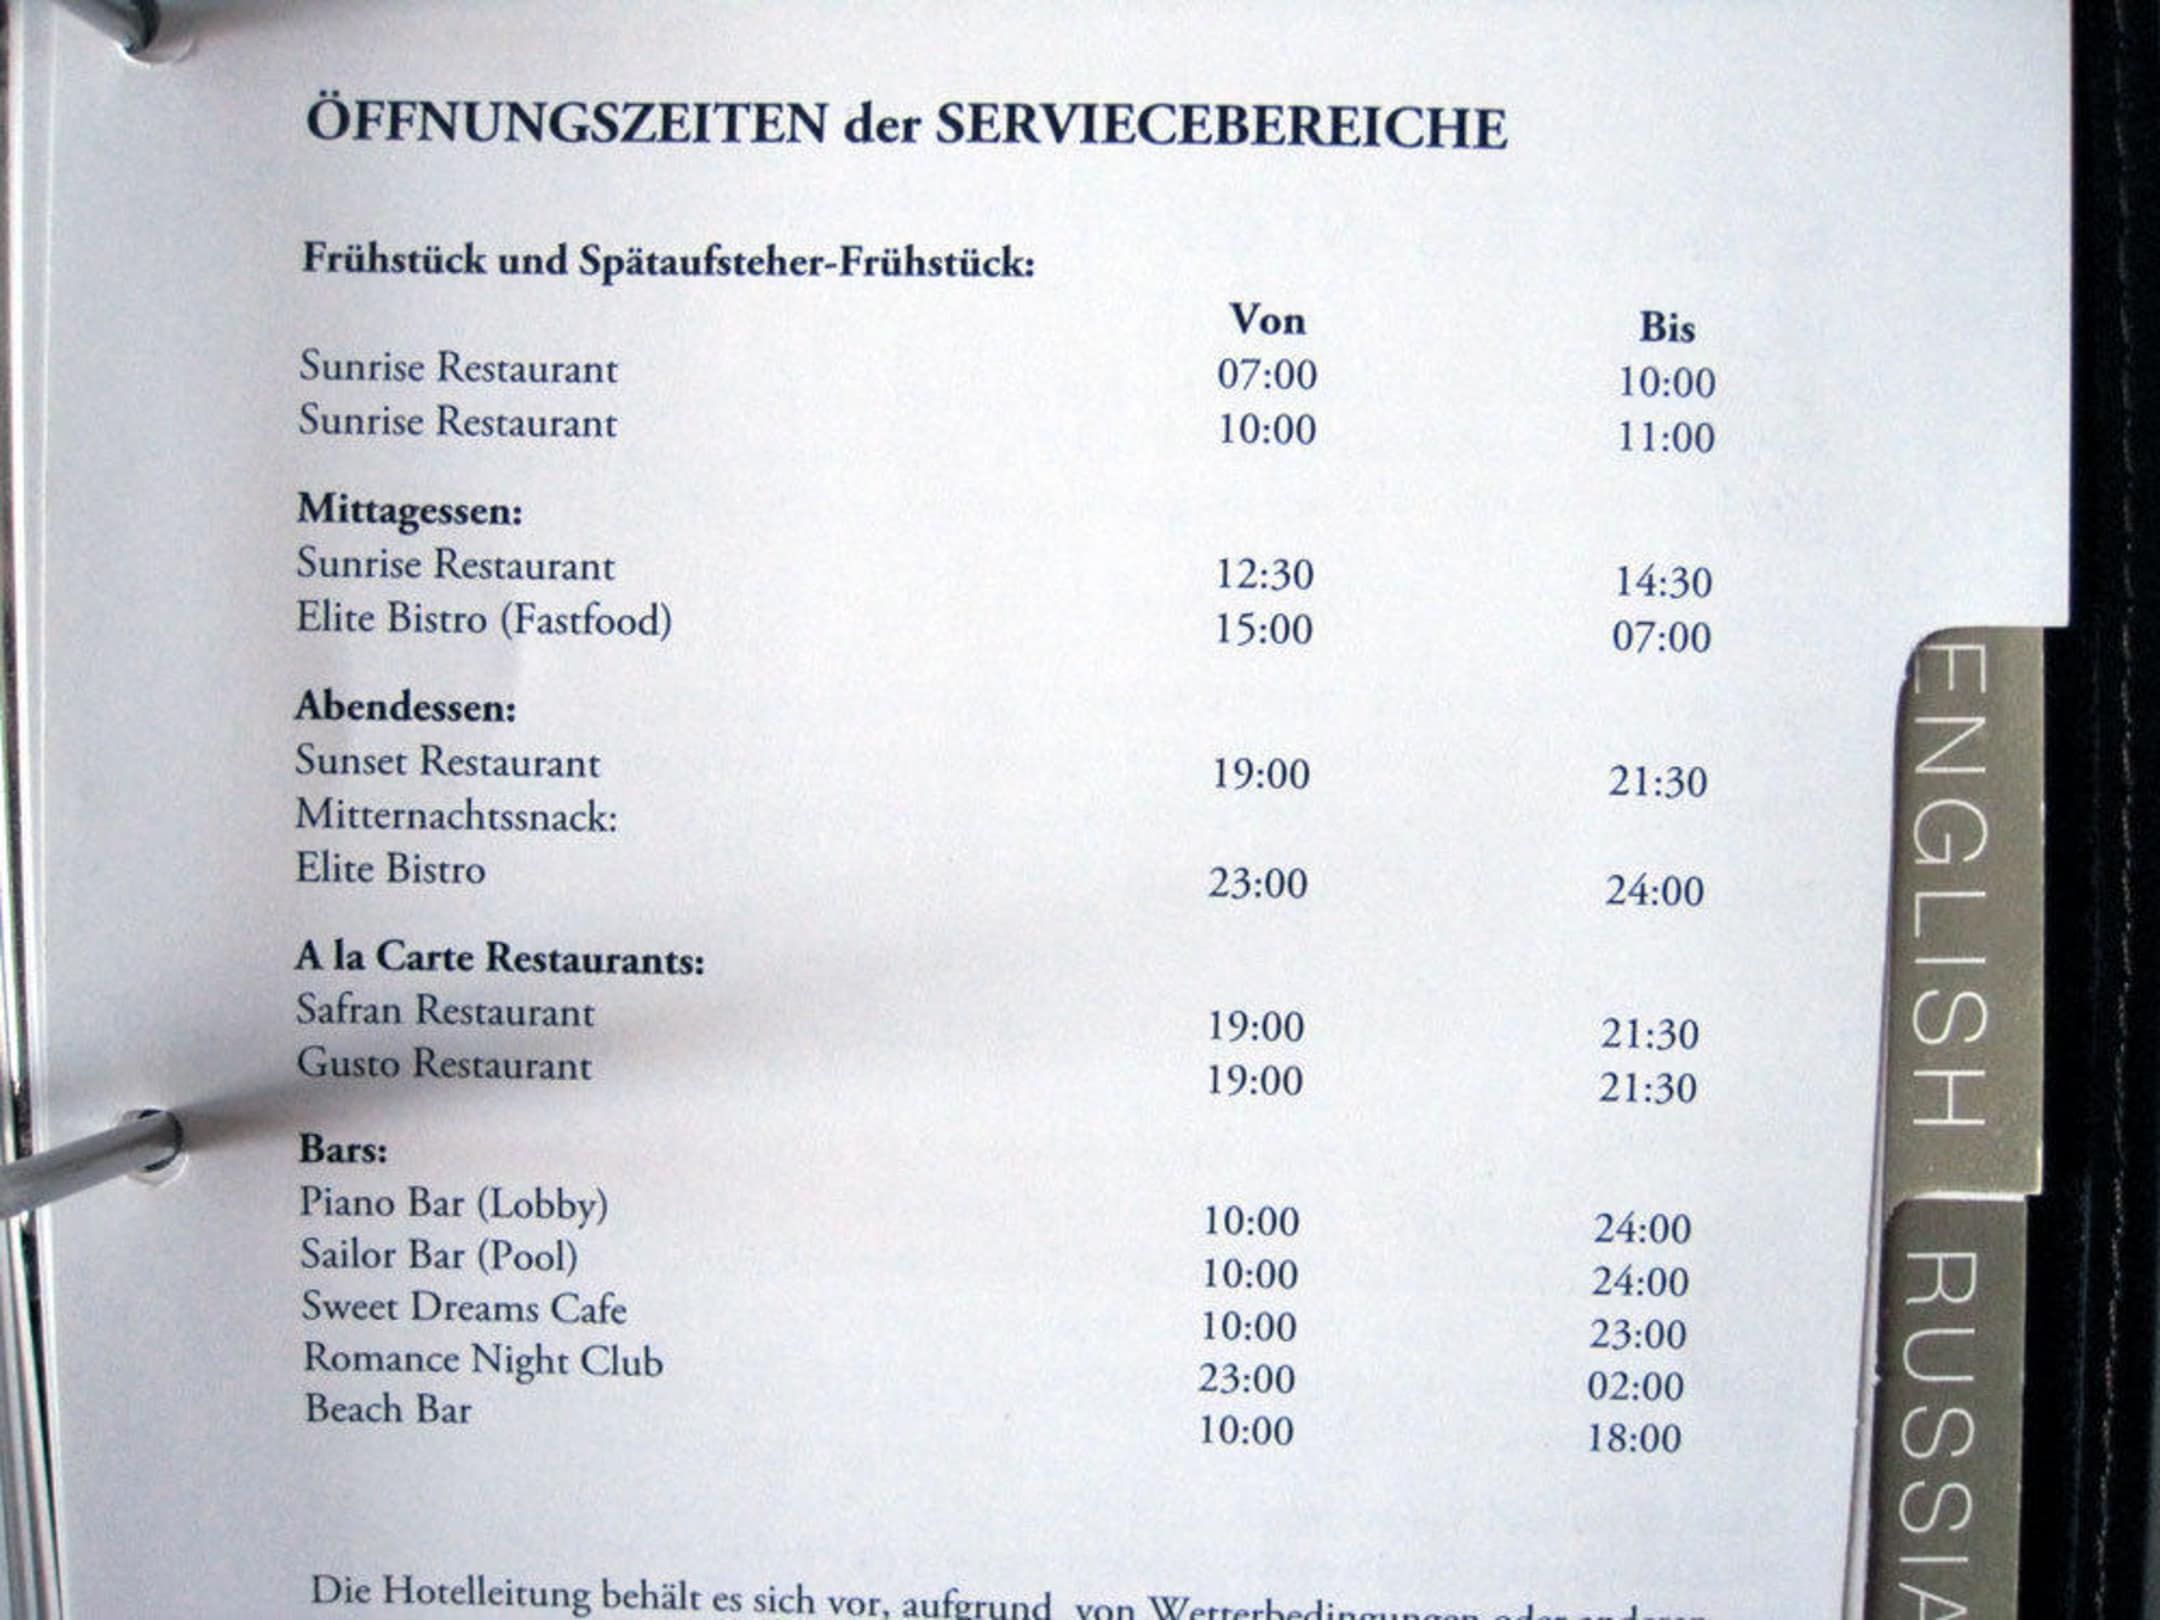 ÖFFNUNGSZEITEN der SERVIECEBEREICHE
Frühstück und Spätaufsteher-Frühstück:
Von Bis
Sunrise Restaurant 07:00 10:00
Sunrise Restaurant 10:00 11:00
Mittagessen:
Sunrise Restaurant 12:30 14:30
Elite Bistro (Fastfood) 15:00 07:00
Abendessen:
Sunset Restaurant 19:00 21:30
Mitternachtssnack:
Elite Bistro 23:00 24:00
A la Carte Restaurants:
Safran Restaurant 19:00 21:30
Gusto Restaurant 19:00 21:30
Bars:
Piano Bar (Lobby) 10:00 24:00
Sailor Bar (Pool) 10:00 24:00
Sweet Dreams Cafe 10:00 23:00
Romance Night Club 23:00 02:00
Beach Bar 10:00 18:00
Die Hotelleitung behält es sich vor, aufgrund von Wetterbedingungen oder anderen
ENGLISH
RUSSIA